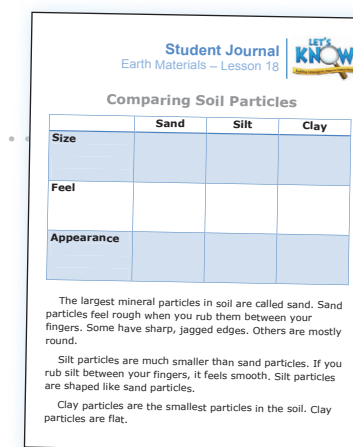 Student Journal
Earth Materials – Lesson 18
LET'S
KNOW
Comparing Soil Particles
Sand Silt Clay
Size
Feel
Appearance
The largest mineral particles in soil are called sand. Sand
particles feel rough when you rub them between your
fingers. Some have sharp, jagged edges. Others are mostly
round.
Silt particles are much smaller than sand particles. If you
rub silt between your fingers, it feels smooth. Silt particles
are shaped like sand particles.
Clay particles are the smallest particles in the soil. Clay
particles are flat.